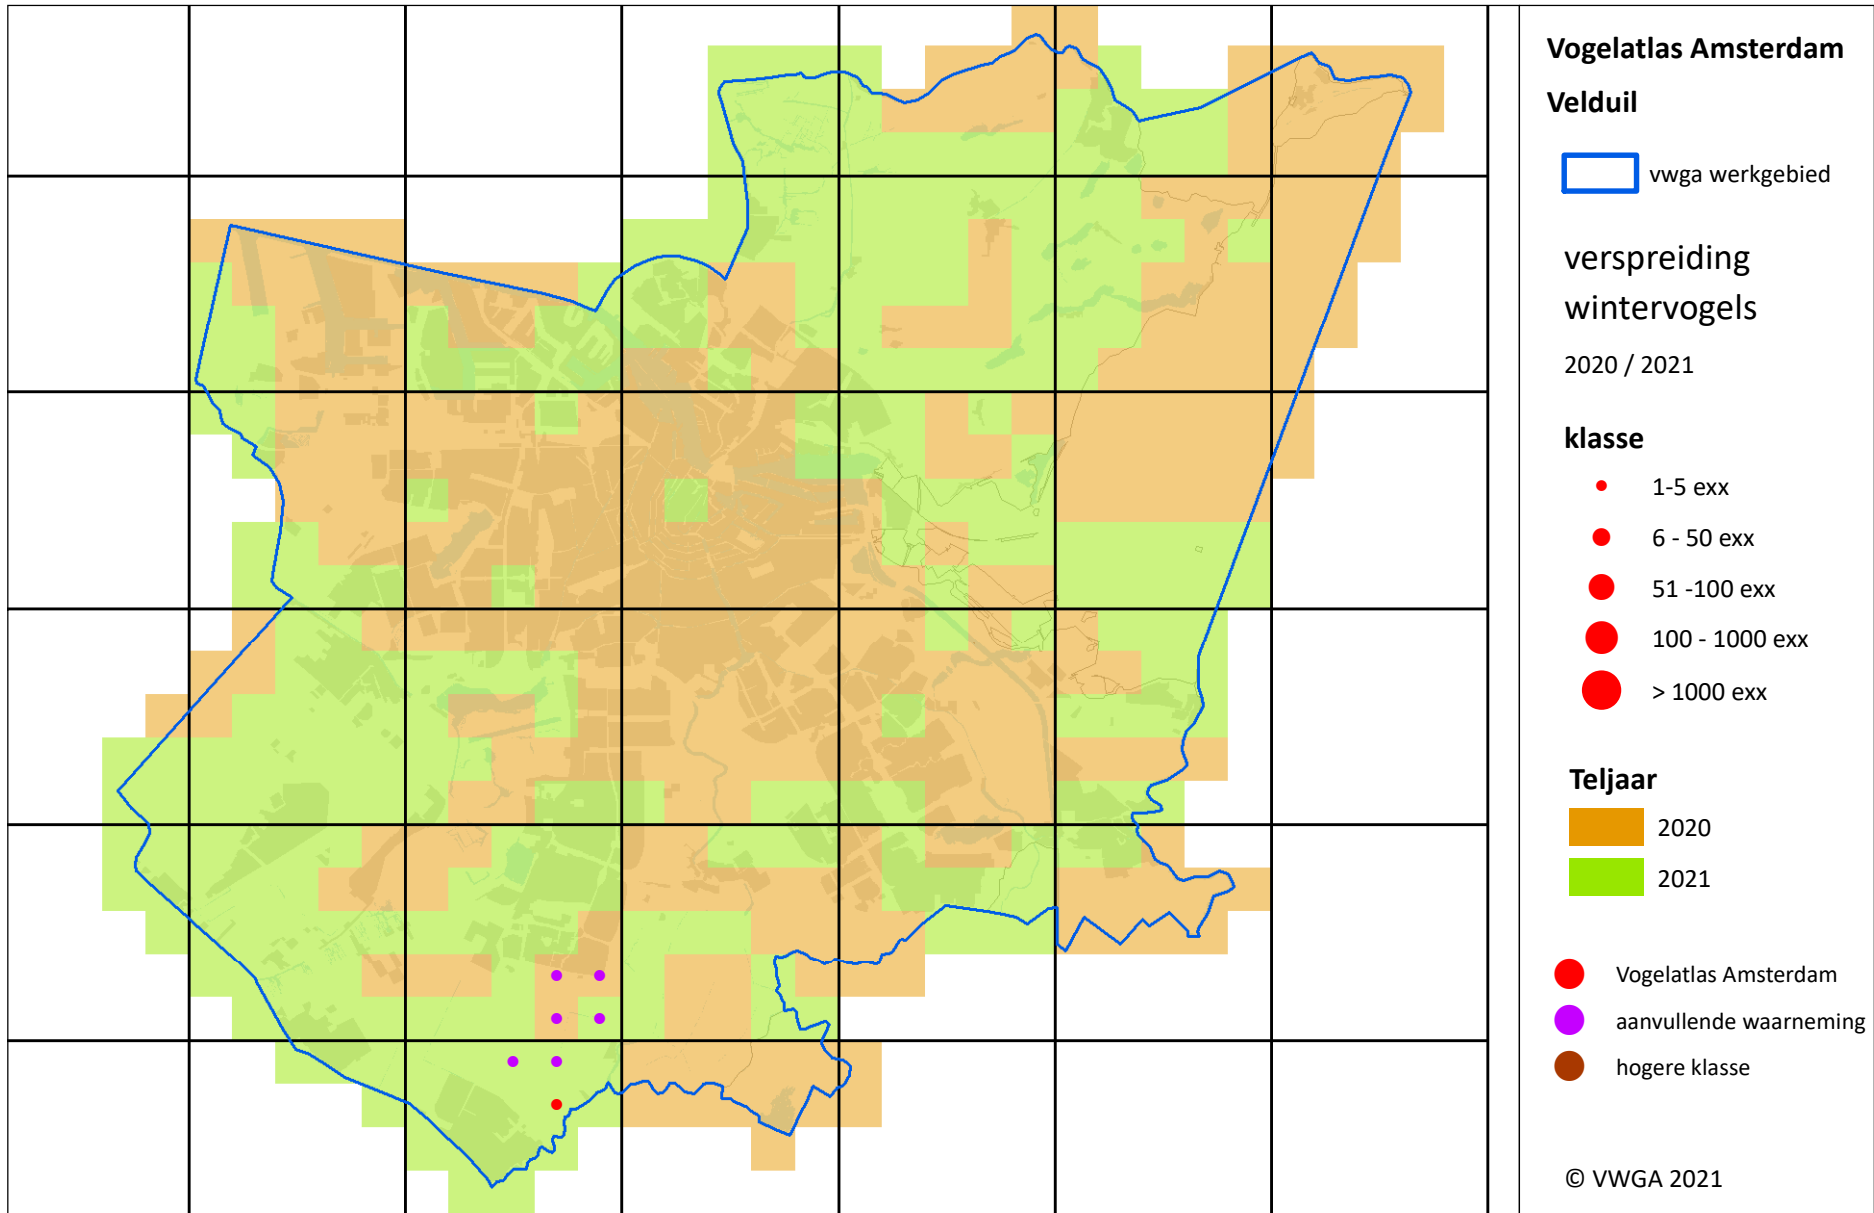 Vogelatlas Amsterdam
Velduil
vwga werkgebied
verspreiding
wintervogels
2020 / 2021
klasse
1-5 exx
6 - 50 exx
51 -100 exx
100 - 1000 exx
> 1000 exx
Teljaar
2020
2021
Vogelatlas Amsterdam
aanvullende waarneming
hogere klasse
© VWGA 2021